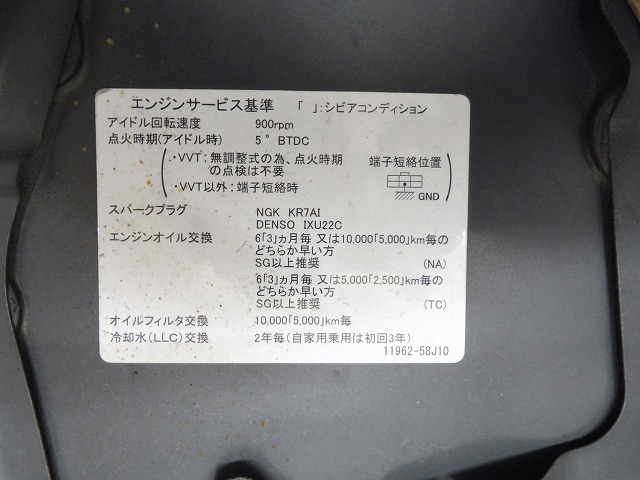 エンジンサービス基準 「 」:シビアコンディション
アイドル回転速度 900rpm
点火時期(アイドル時) 5° BTDC
・VVT:無調整式の為、点火時期
の点検は不要
・VVT以外:端子短絡時
端子短絡位置
GND
スパークプラグ NGK KR7AI
DENSO IXU22C
エンジンオイル交換 6「3」ヵ月毎 又は10,000「5,000」km毎の
どちらか早い方
SG以上推奨 (NA)
6「3」ヵ月毎 又は5,000「2,500」km毎の
どちらか早い方
SG以上推奨 (TC)
オイルフィルタ交換 10,000「5,000」km毎
冷却水(LLC)交換 2年毎(自家用乗用は初回3年)
11962-58J10